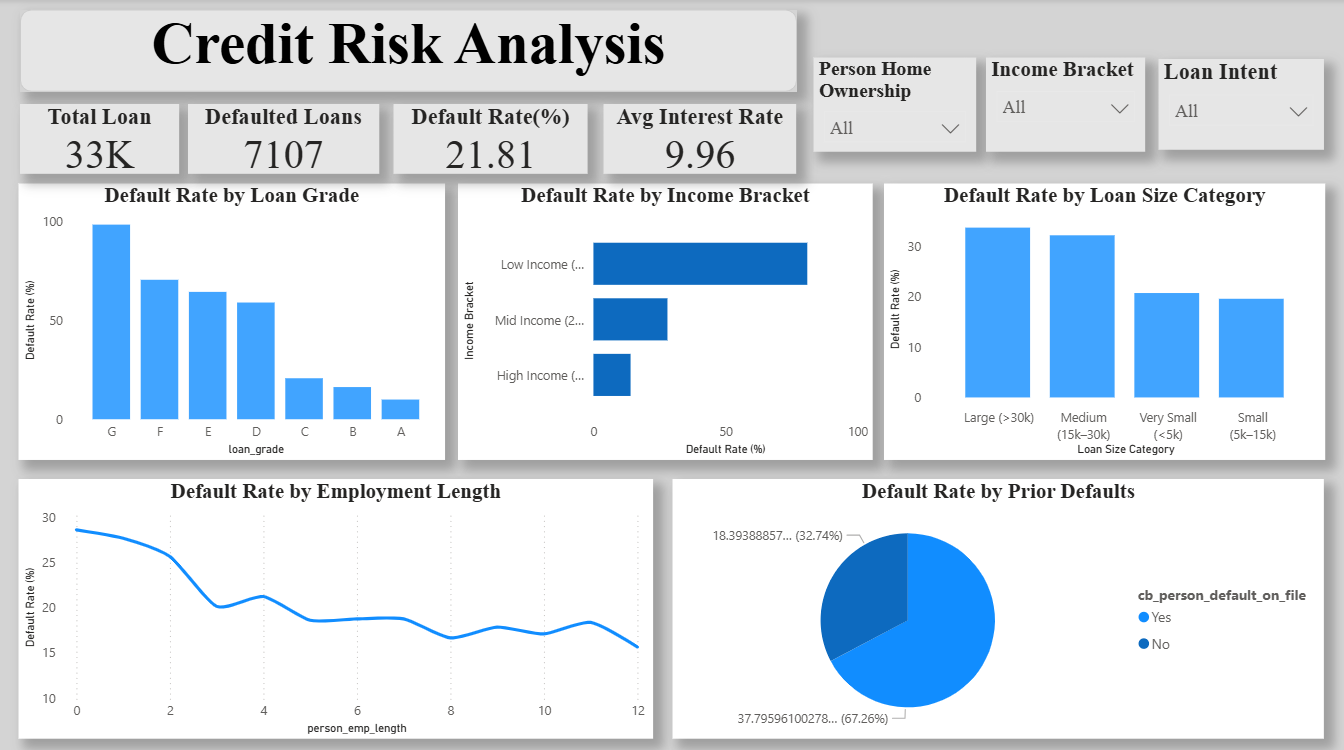 Credit Risk Analysis
Person Home
Ownership
All
Income Bracket
All
Loan Intent
All
Total Loan
33K
Defaulted Loans
7107
Default Rate(%)
21.81
Avg Interest Rate
9.96
Default Rate by Loan Grade
Default Rate (%)
100
50
0
G F E D C B A
loan_grade
Default Rate by Income Bracket
Income Bracket
Low Income (...
Mid Income (2...
High Income (...
0 50 100
Default Rate (%)
Default Rate by Loan Size Category
Default Rate (%)
30
20
10
0
Large (>30k)
Medium
(15k–30k)
Very Small
(<5k)
Small
(5k–15k)
Loan Size Category
Default Rate by Employment Length
Default Rate (%)
30
25
20
15
10
0 2 4 6 8 10 12
person_emp_length
Default Rate by Prior Defaults
18.39388857... (32.74%)
37.79596100278... (67.26%)
cb_person_default_on_file
Yes
No